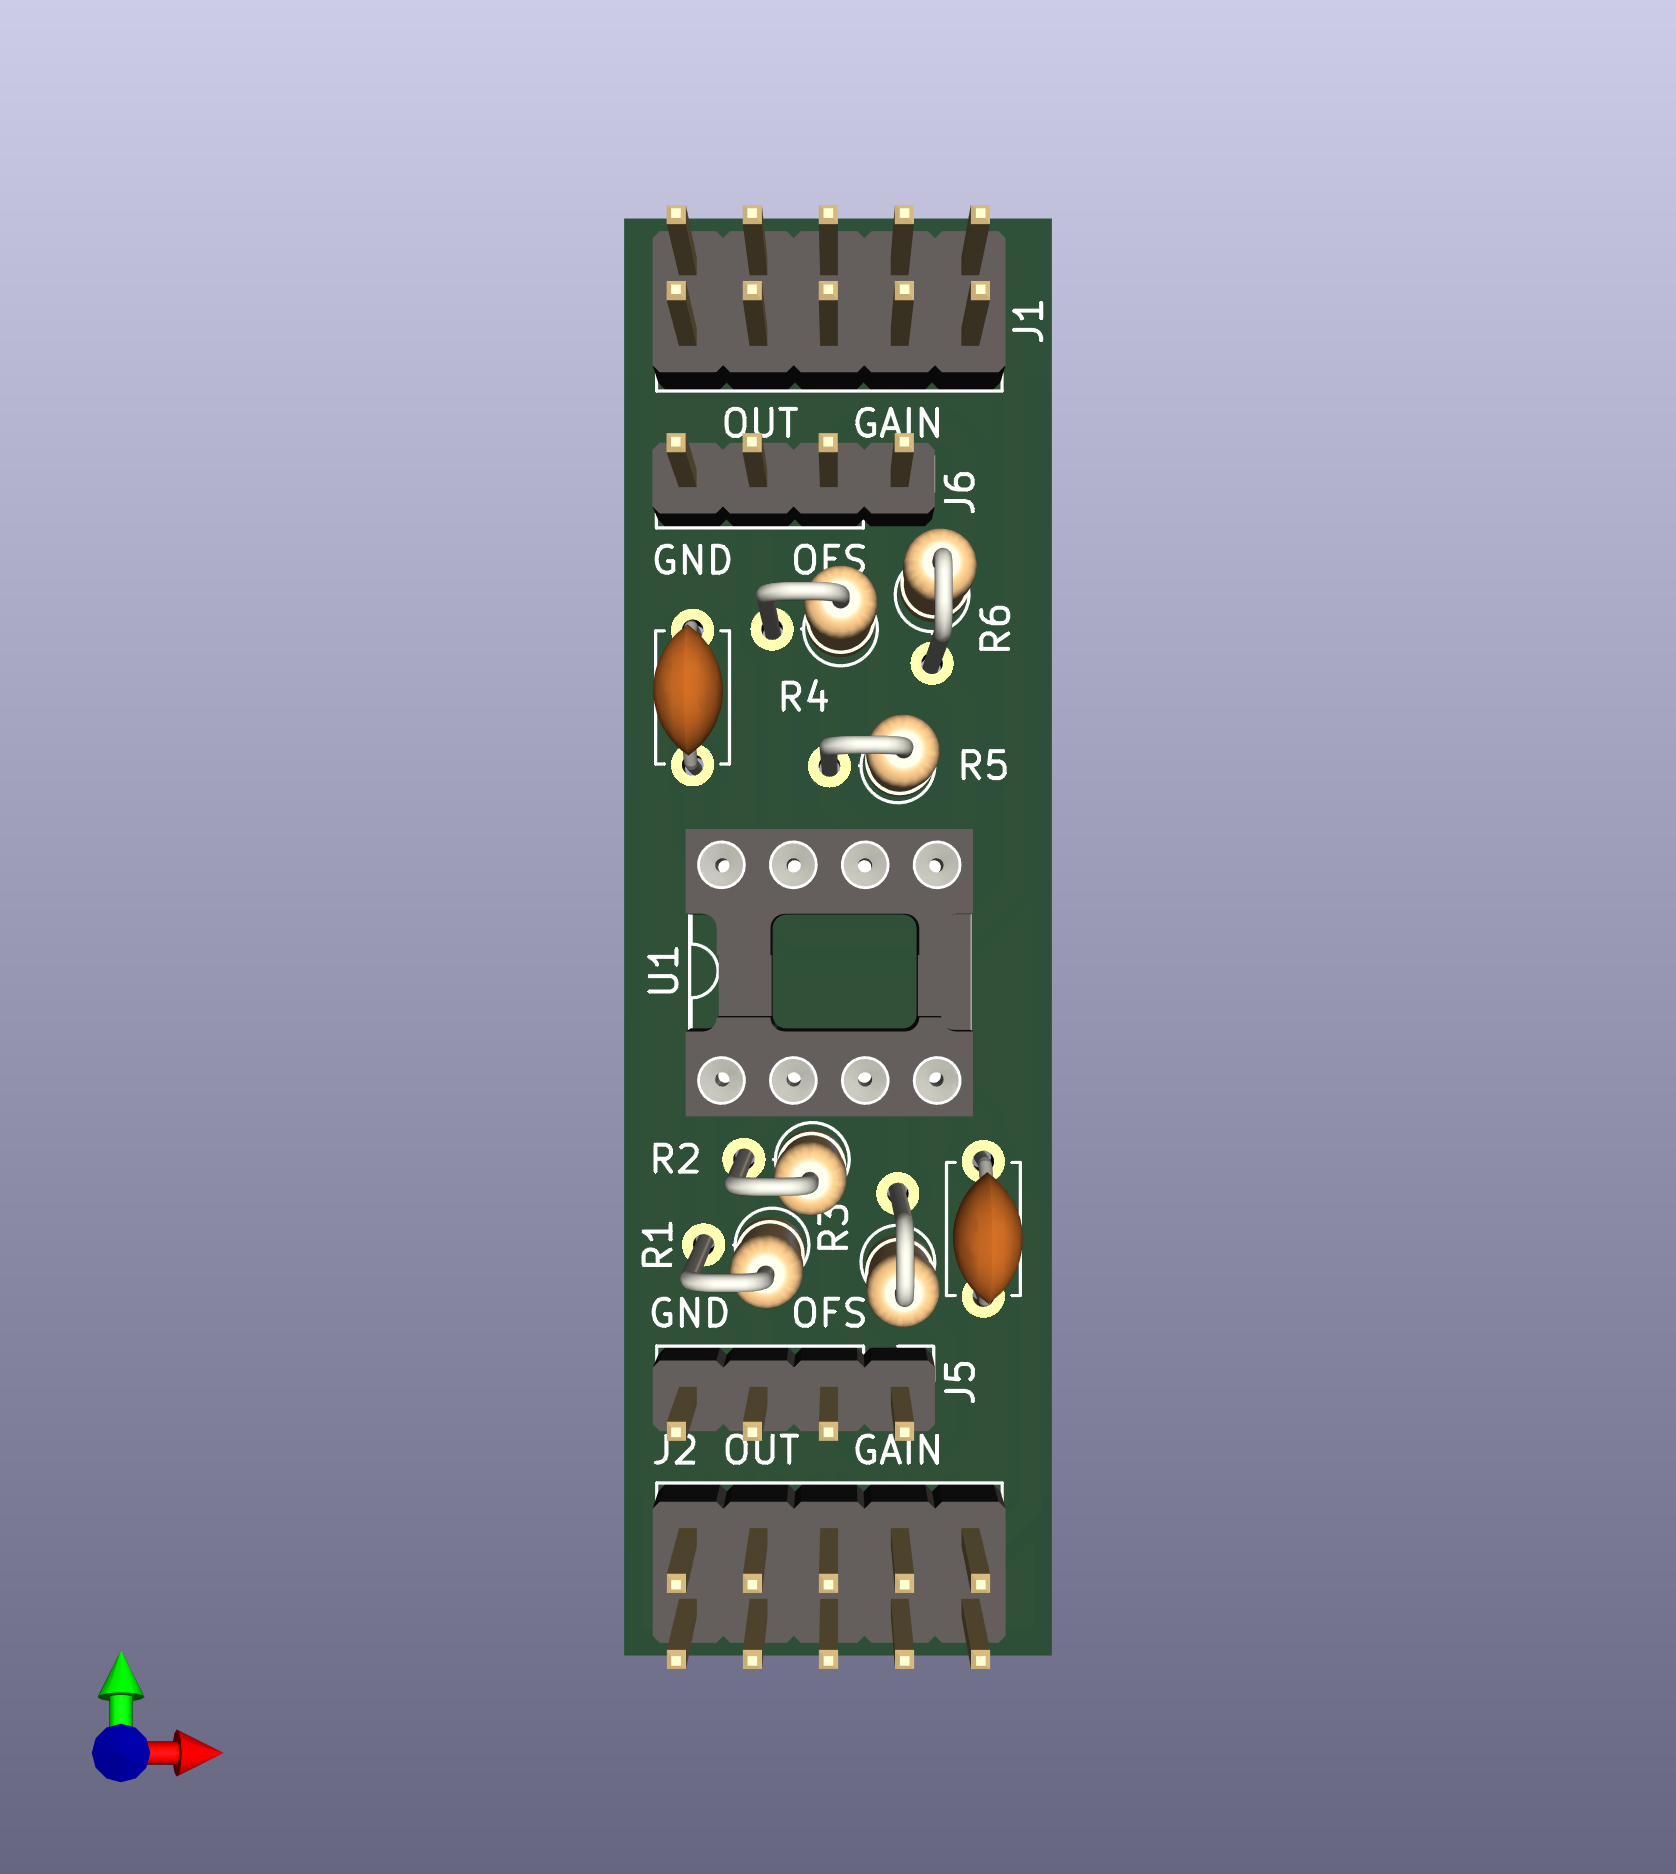 J1
OUT GAIN
J6
GND OFS
R6
R4
R5
U1
R2
R3
R1
GND OFS
J5
J2 OUT GAIN